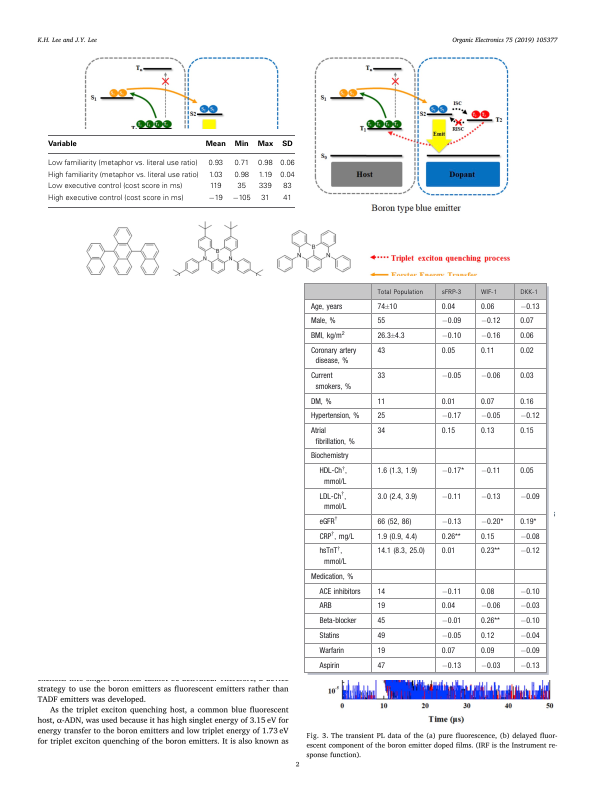 K.H. Lee and J.Y. Lee
Organic Electronics 75 (2019) 105377
Tn
S1
S2
Variable Mean Min Max SD
Low familiarity (metaphor vs. literal use ratio) 0.93 0.71 0.98 0.06
High familiarity (metaphor vs. literal use ratio) 1.03 0.98 1.19 0.04
Low executive control (cost score in ms) 119 35 339 83
High executive control (cost score in ms) −19 −105 31 41
Tn
S1
S2
ISC
RISC
T2
T1
Emit
S0
Host
Dopant
Boron type blue emitter
B
N
N
B
N
N
Triplet exciton quenching process
Total Population sFRP-3 WIF-1 DKK-1
Age, years 74±10 0.04 0.06 −0.13
Male, % 55 −0.09 −0.12 0.07
BMI, kg/m² 26.3±4.3 −0.10 −0.16 0.06
Coronary artery 43 0.05 0.11 0.02
disease, %
Current 33 −0.05 −0.06 0.03
smokers, %
DM, % 11 0.01 0.07 0.16
Hypertension, % 25 −0.17 −0.05 −0.12
Atrial 34 0.15 0.13 0.15
fibrillation, %
Biochemistry
HDL-Ch†, 1.6 (1.3, 1.9) −0.17* −0.11 0.05
mmol/L
LDL-Ch†, 3.0 (2.4, 3.9) −0.11 −0.13 −0.09
mmol/L
eGFR† 66 (52, 86) −0.13 −0.20* 0.19*
CRP†, mg/L 1.9 (0.9, 4.4) 0.26** 0.15 −0.08
hsTnT†, 14.1 (8.3, 25.0) 0.01 0.23** −0.12
mmol/L
Medication, %
ACE inhibitors 14 −0.11 0.08 −0.10
ARB 19 0.04 −0.06 −0.03
Beta-blocker 45 −0.01 0.26** −0.10
Statins 49 −0.05 0.12 −0.04
Warfarin 19 0.07 0.09 −0.09
Aspirin 47 −0.13 −0.03 −0.13
strategy to use the boron emitters as fluorescent emitters rather than
TADF emitters was developed.
As the triplet exciton quenching host, a common blue fluorescent
host, α-ADN, was used because it has high singlet energy of 3.15 eV for
energy transfer to the boron emitters and low triplet energy of 1.73 eV
for triplet exciton quenching of the boron emitters. It is also known as
0 10 20 30 40 50
Time (μs)
Fig. 3. The transient PL data of the (a) pure fluorescence, (b) delayed fluor-
escent component of the boron emitter doped films. (IRF is the Instrument re-
sponse function).
2